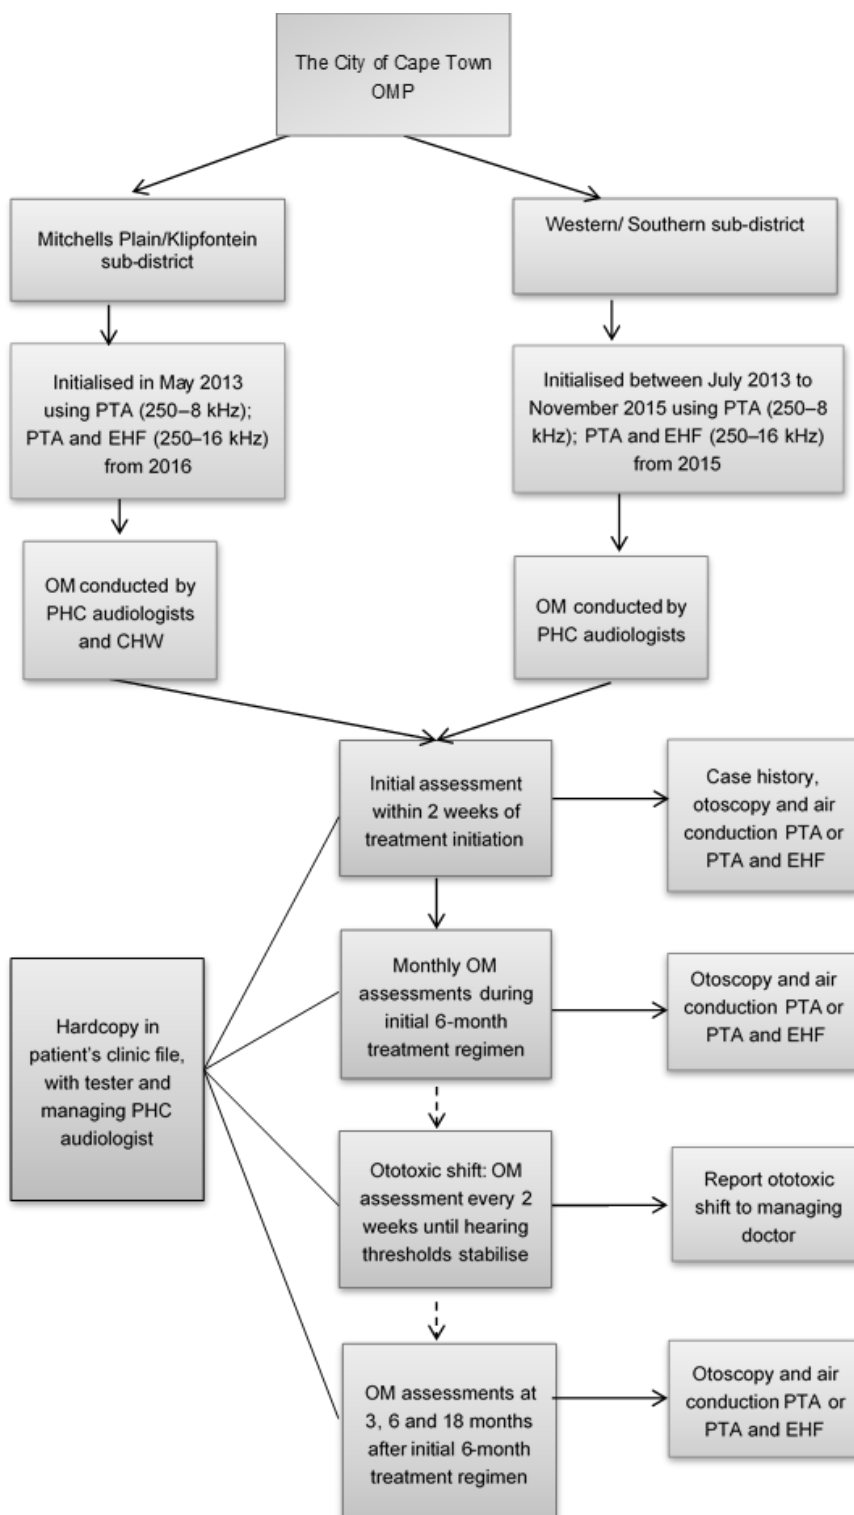 The City of Cape Town
OMP
Mitchells Plain/Klipfontein
sub-district
Western/ Southern sub-district
Initialised in May 2013
using PTA (250–8 kHz);
PTA and EHF (250–16 kHz)
from 2016
Initialised between July 2013 to
November 2015 using PTA (250–8
kHz); PTA and EHF (250–16 kHz)
from 2015
OM conducted by
PHC audiologists
and CHW
OM conducted by
PHC audiologists
Initial assessment
within 2 weeks of
treatment initiation
Case history,
otoscopy and air
conduction PTA or
PTA and EHF
Monthly OM
assessments during
initial 6-month
treatment regimen
Otoscopy and air
conduction PTA or
PTA and EHF
Hardcopy in
patient's clinic file,
with tester and
managing PHC
audiologist
Ototoxic shift: OM
assessment every 2
weeks until hearing
thresholds stabilise
Report ototoxic
shift to managing
doctor
OM assessments at
3, 6 and 18 months
after initial 6-month
treatment regimen
Otoscopy and air
conduction PTA or
PTA and EHF